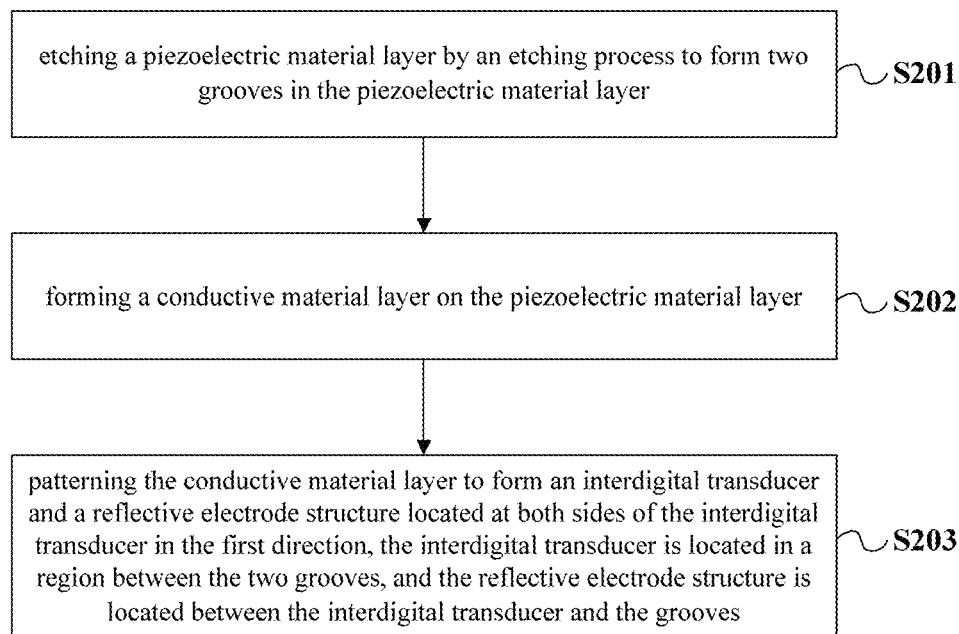 etching a piezoelectric material layer by an etching process to form two
grooves in the piezoelectric material layer
S201
forming a conductive material layer on the piezoelectric material layer
S202
patterning the conductive material layer to form an interdigital transducer
and a reflective electrode structure located at both sides of the interdigital
transducer in the first direction, the interdigital transducer is located in a
region between the two grooves, and the reflective electrode structure is
located between the interdigital transducer and the grooves
S203